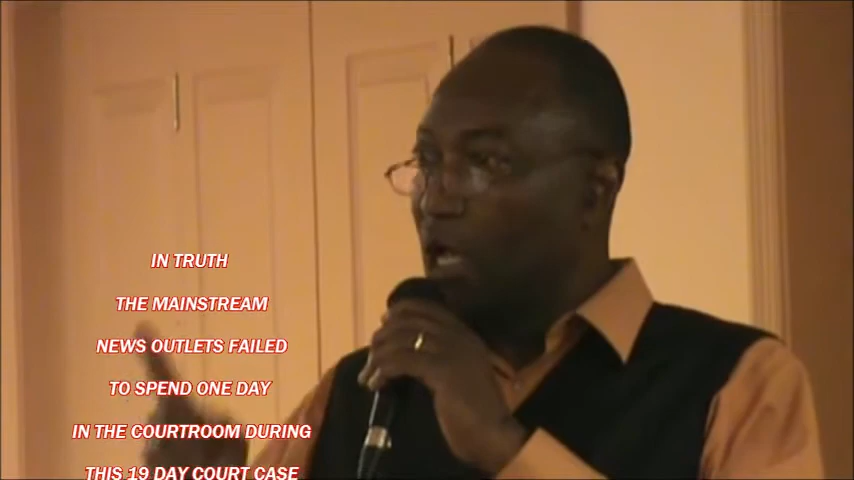 IN TRUTH
THE MAINSTREAM
NEWS OUTLETS FAILED
TO SPEND ONE DAY
IN THE COURTROOM DURING
THIS 19 DAY COURT CASE